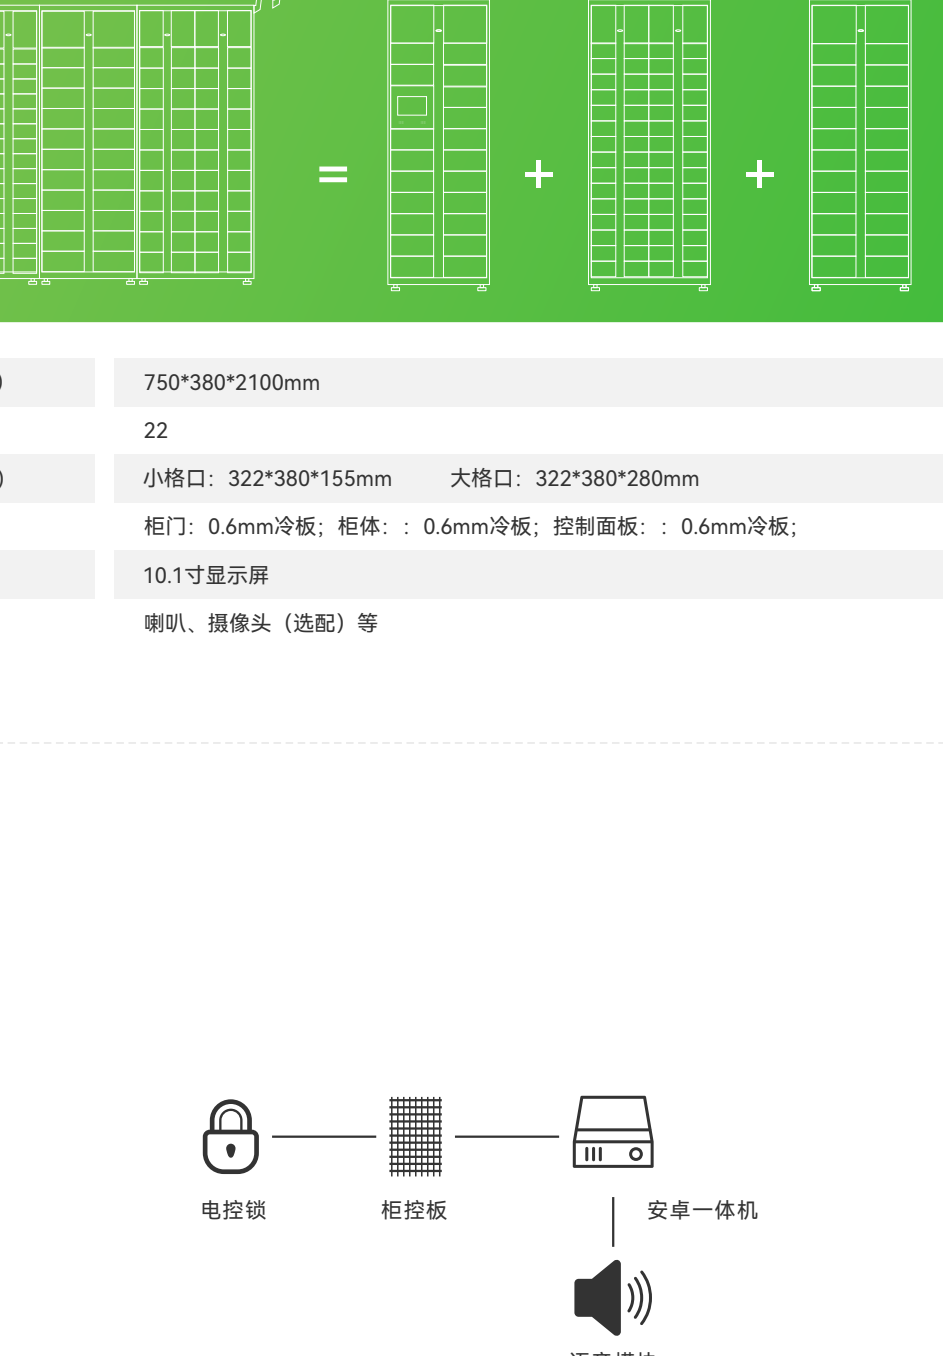 )
750*380*2100mm
22
)
小格口：322*380*155mm 大格口：322*380*280mm
柜门：0.6mm冷板；柜体：：0.6mm冷板；控制面板：：0.6mm冷板；
10.1寸显示屏
喇叭、摄像头（选配）等
电控锁 柜控板 安卓一体机